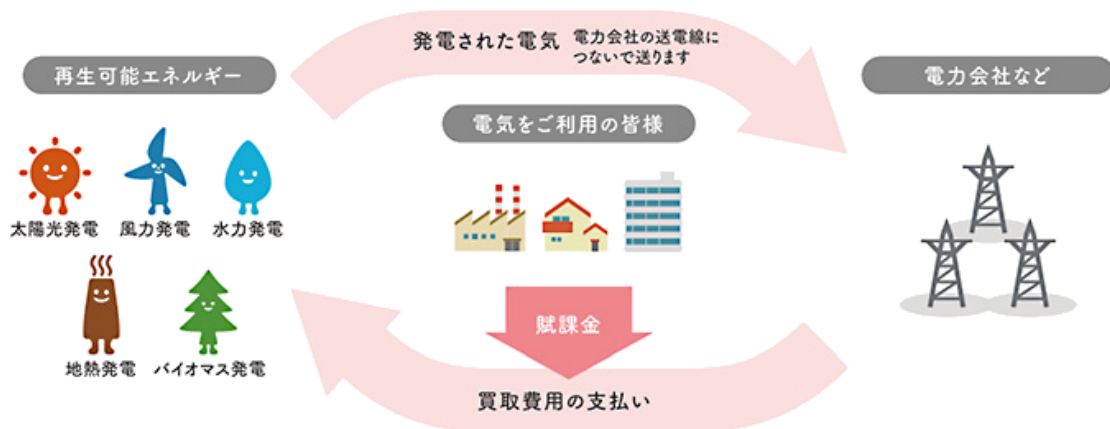 発電された電気
電力会社の送電線に
つないで送ります
再生可能エネルギー
電気をご利用の皆様
電力会社など
太陽光発電
風力発電
水力発電
地熱発電
バイオマス発電
賦課金
買取費用の支払い